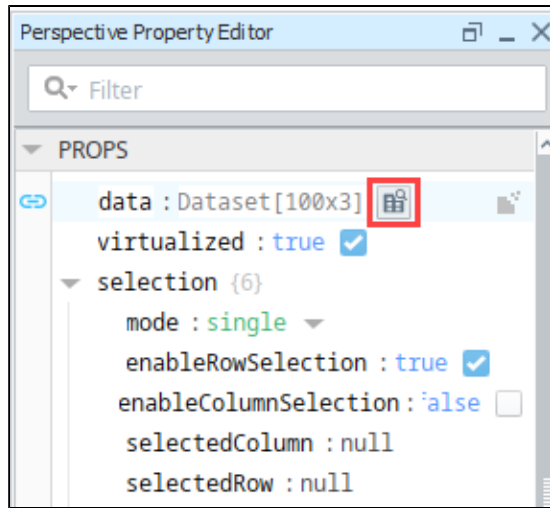 Perspective Property Editor
Filter
PROPS
data : Dataset[100x3]
virtualized : true
selection {6}
mode : single
enableRowSelection : true
enableColumnSelection : alse
selectedColumn : null
selectedRow : null